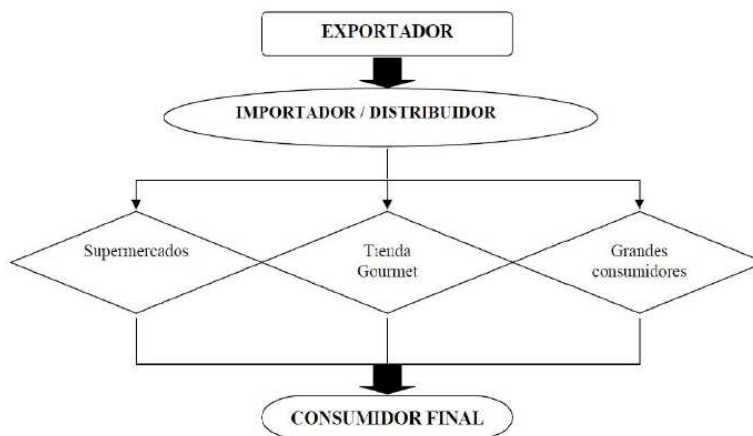 EXPORTADOR
IMPORTADOR / DISTRIBUIDOR
Supermercados
Tienda
Gourmet
Grandes
consumidores
CONSUMIDOR FINAL